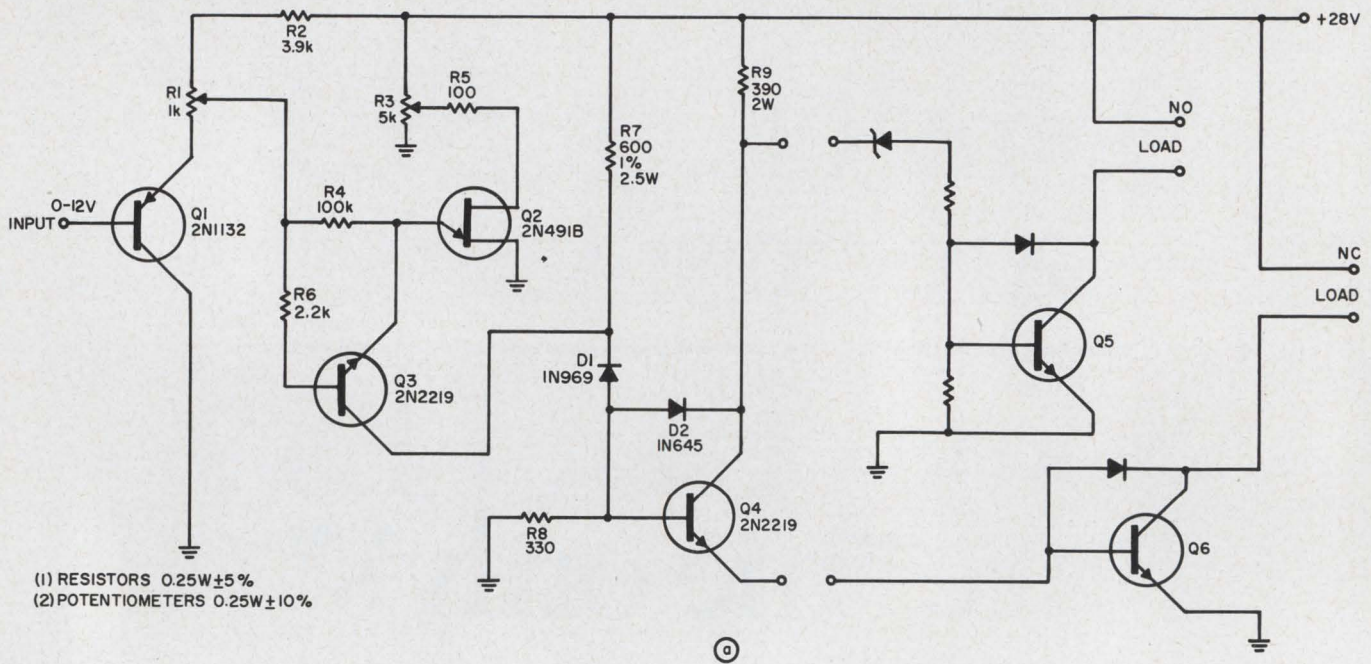 +28V
R2
3.9k
R1
1k
R3
5k
R5
100
R7
600
1%
2.5W
R9
390
2W
NO
LOAD
NC
LOAD
0-12V
INPUT
Q1
2N1132
R4
100k
Q2
2N491B
R6
2.2k
Q3
2N2219
D1
1N969
D2
1N645
Q5
R8
330
Q4
2N2219
Q6
(1) RESISTORS 0.25W±5%
(2) POTENTIOMETERS 0.25W±10%
a